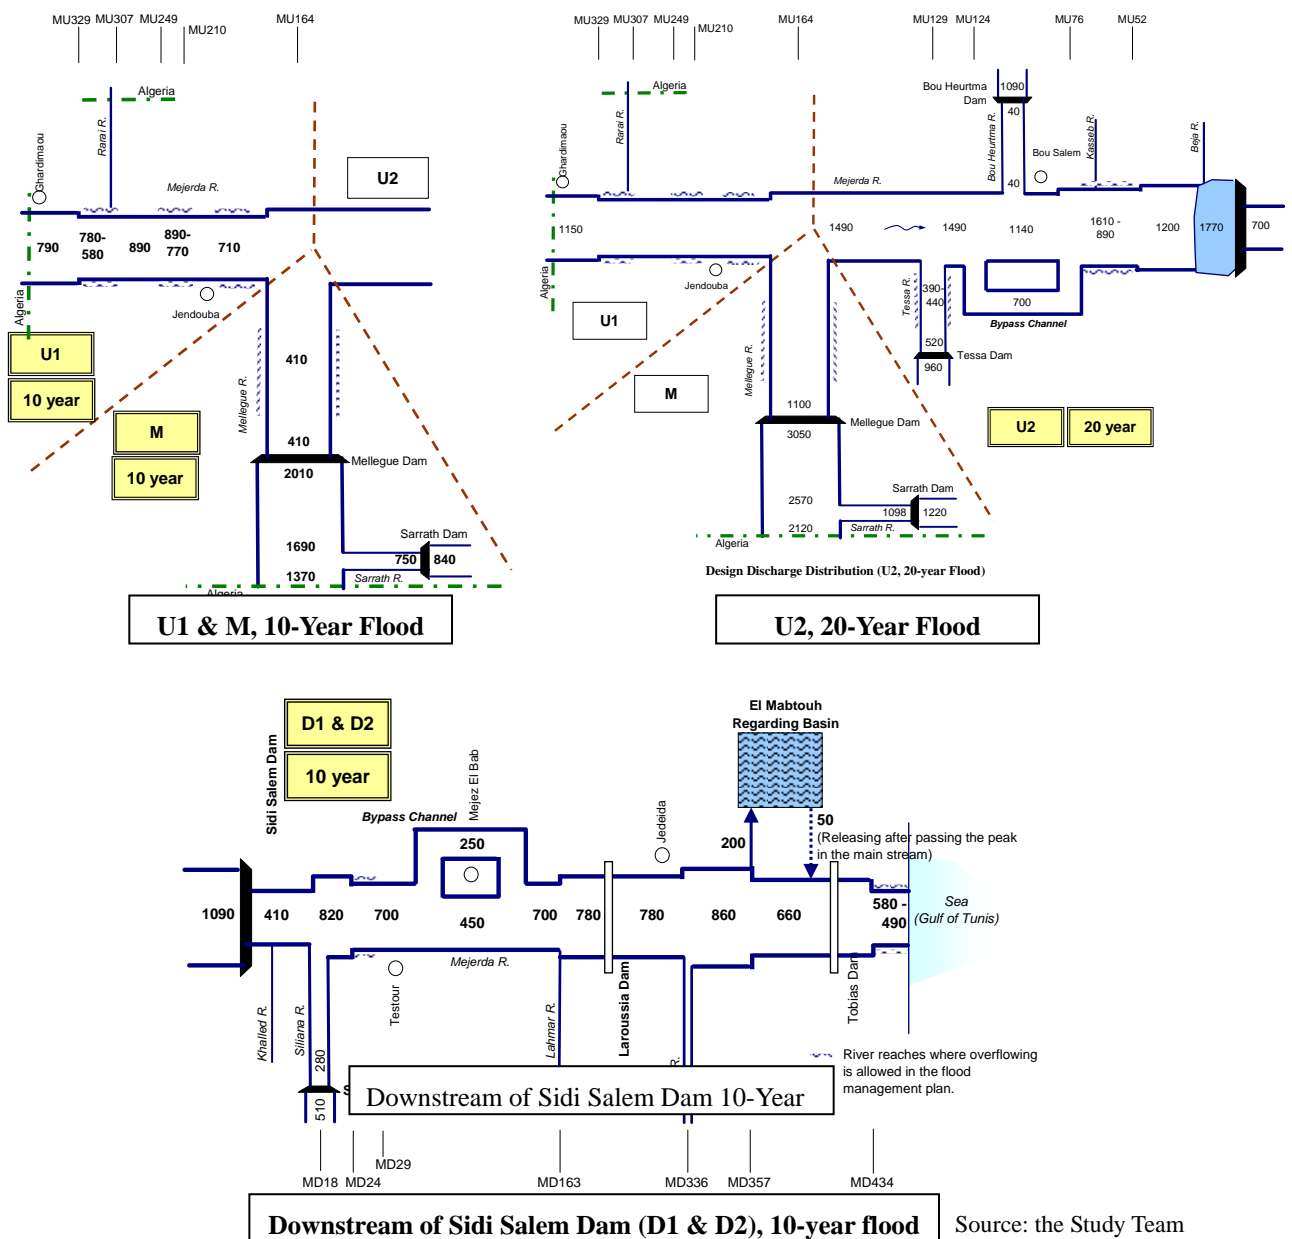 MU329
MU307
MU249
MU210
MU164
Algeria
Rarai R.
Ghardimaou
Mejerda R.
U2
790
780-
580
890
890-
770
710
Algeria
Jendouba
U1
10 year
M
10 year
Mellegue R.
410
410
Mellegue Dam
2010
Sarrath Dam
1690
750
840
1370
Sarrath R.
Algeria
U1 & M, 10-Year Flood
MU329
MU307
MU249
MU210
MU164
MU129
MU124
MU76
MU52
Algeria
Rarai R.
Ghardimaou
Bou Heurtma
Dam
1090
40
Bou Heurtma R.
40
Bou Salem
Kasseb R.
Beja R.
Mejerda R.
1150
1490
1490
1140
1610 -
890
1200
1770
700
Algeria
Jendouba
U1
M
Tessa R.
390-
440
700
Bypass Channel
520
Tessa Dam
960
Mellegue R.
1100
Mellegue Dam
3050
U2
20 year
Sarrath Dam
2570
1098
1220
2120
Sarrath R.
Algeria
Design Discharge Distribution (U2, 20-year Flood)
U2, 20-Year Flood
D1 & D2
10 year
Sidi Salem Dam
Bypass Channel
Mejez El Bab
250
El Mabtouh
Regarding Basin
Jedeida
200
50
(Releasing after passing the peak
in the main stream)
1090
410
820
700
450
700
780
780
860
660
580 -
490
Sea
(Gulf of Tunis)
Mejerda R.
Khalled R.
Siliana R.
280
510
S
Testour
Lahmar R.
Laroussia Dam
R.
Tobias Dam
River reaches where overflowing
is allowed in the flood
management plan.
Downstream of Sidi Salem Dam 10-Year
MD18
MD24
MD29
MD163
MD336
MD357
MD434
Downstream of Sidi Salem Dam (D1 & D2), 10-year flood
Source: the Study Team